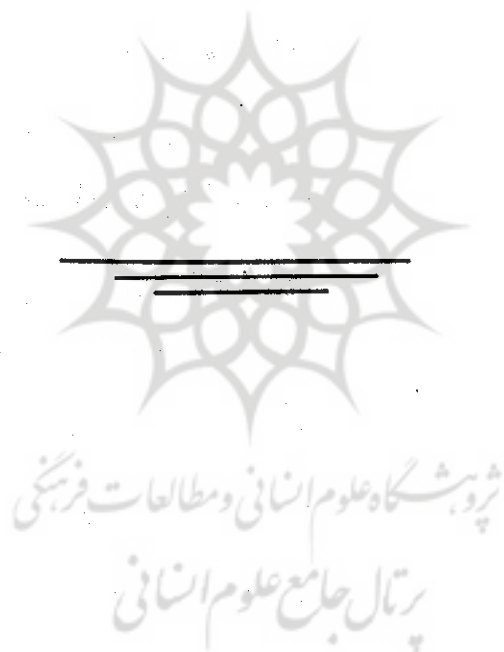 پژوهشگاه علوم انسانی و مطالعات فرهنگی
پرتال جامع علوم انسانی